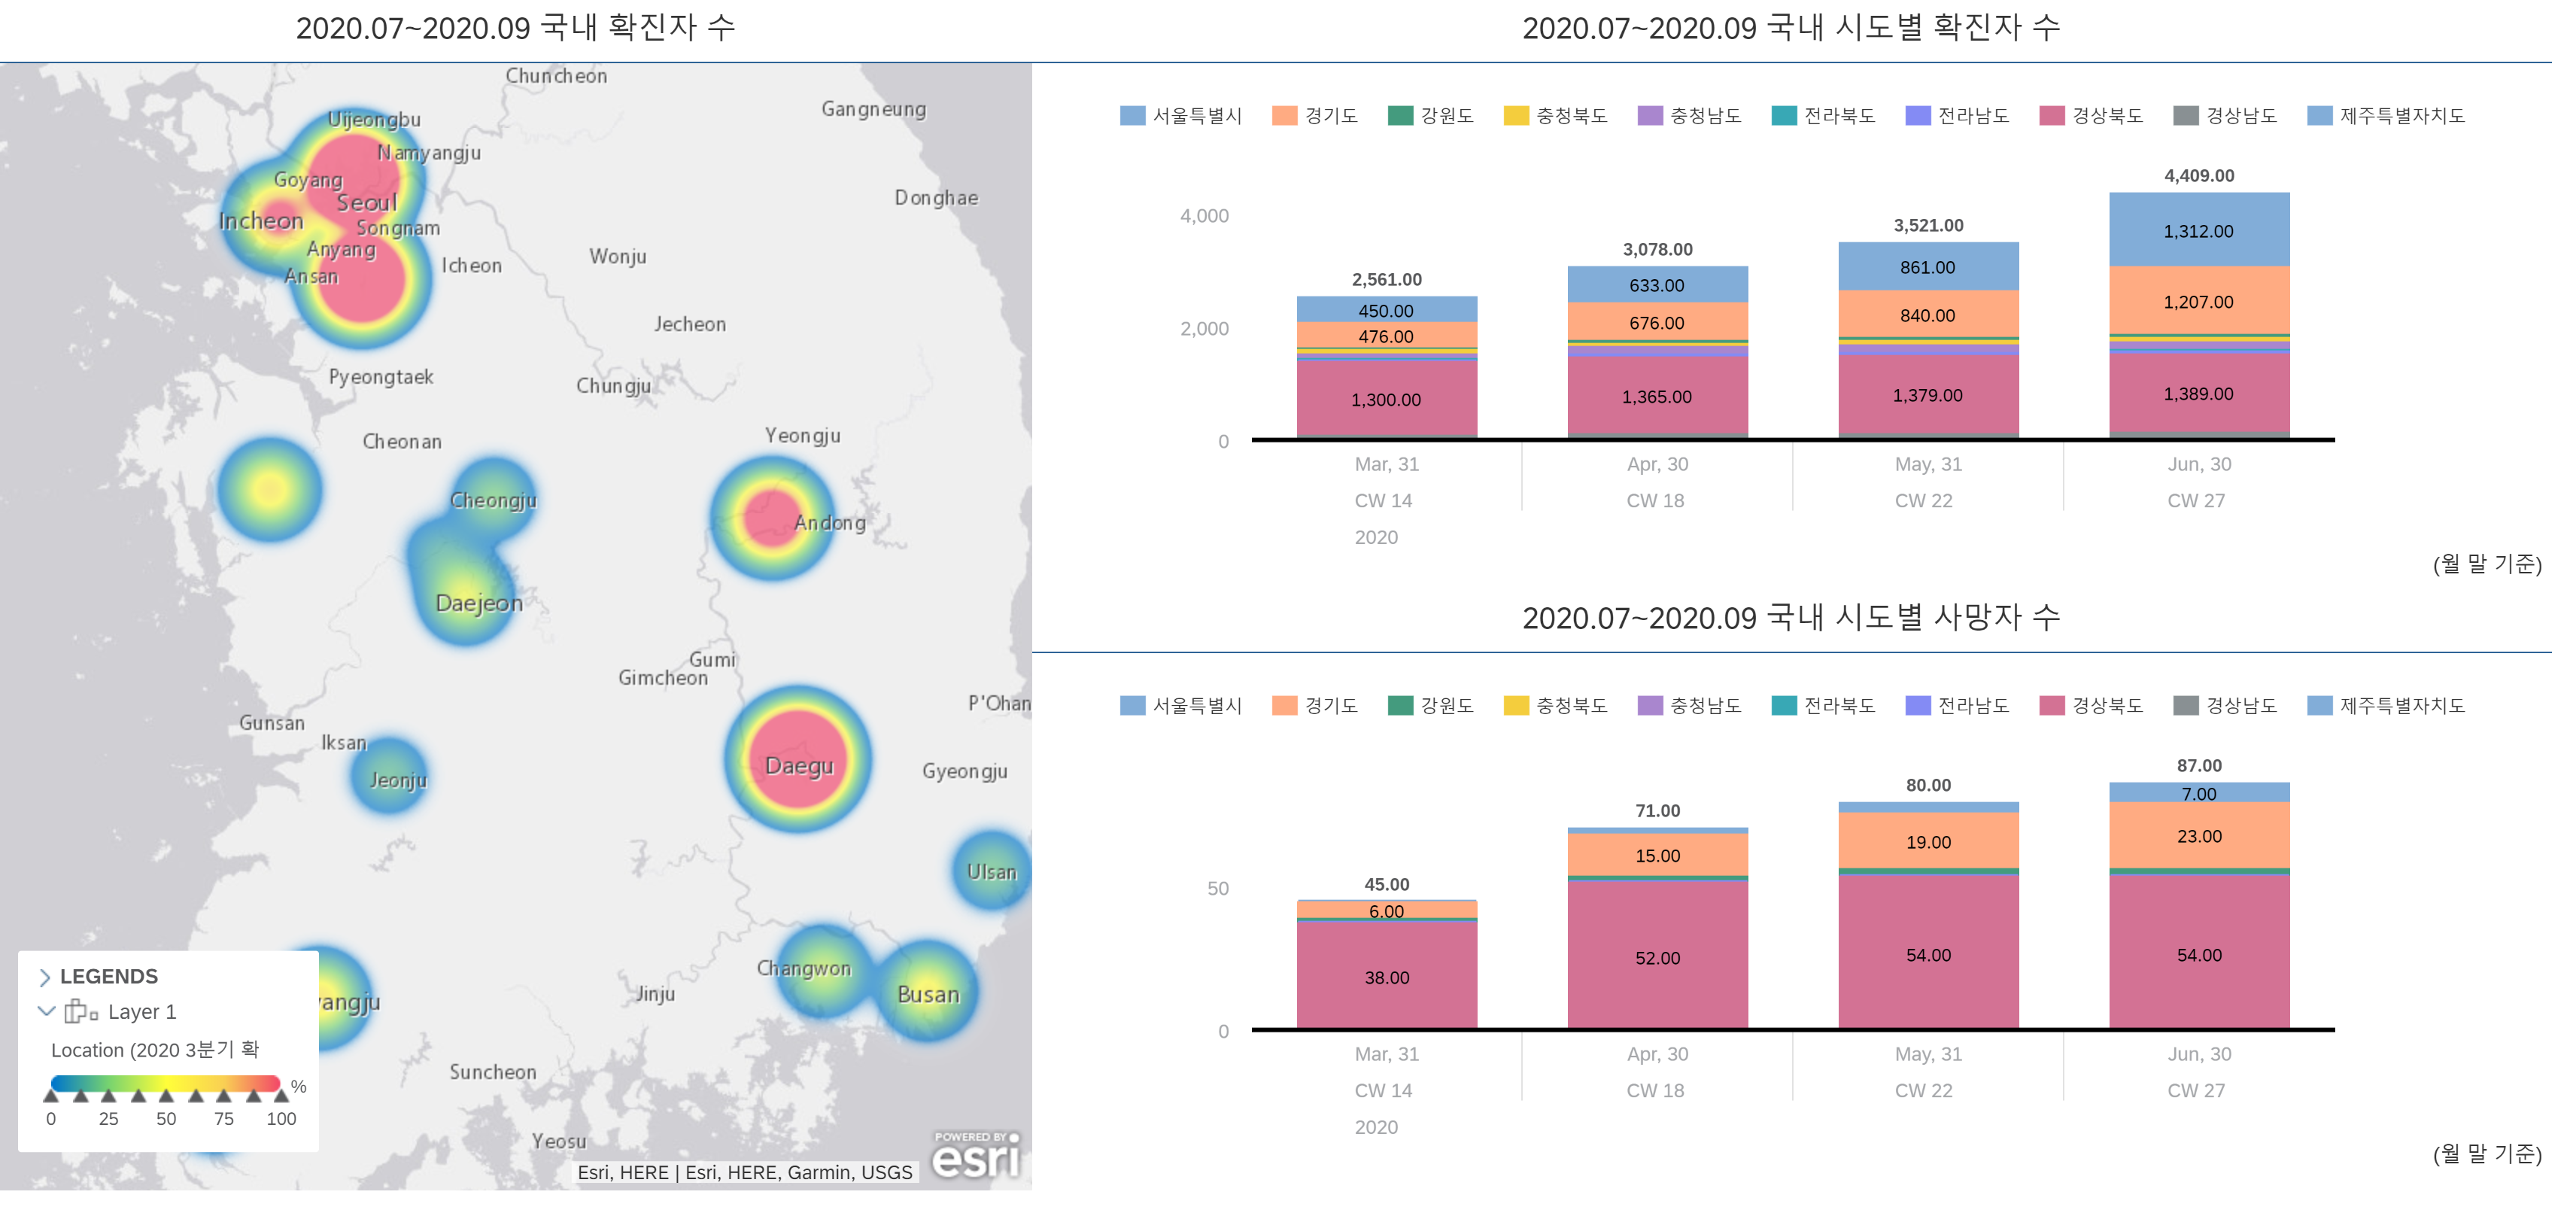 2020.07~2020.09 국내 확진자 수
Chuncheon
Gangneung
Uijeongbu
Namyangju
Goyang
Donghae
Seoul
Incheon
Songnam
Anyang
Wonju
Icheon
Ansan
Jecheon
Pyeongtaek
Chungju
Yeongju
Cheonan
Cheongju
Andong
Daejeon
Gumi
Gimcheon
P'Ohan
Gunsan
Iksan
Daegu
Gyeongju
Jeonju
Ulsan
Changwon
Jinju
Busan
angju
Suncheon
Yeosu
LEGENDS
Layer 1
Location (2020 3분기 확
%
0 25 50 75 100
POWERED BY
esri
Esri, HERE | Esri, HERE, Garmin, USGS
2020.07~2020.09 국내 시도별 확진자 수
서울특별시 경기도 강원도 충청북도 충청남도 전라북도 전라남도 경상북도 경상남도 제주특별자치도
4,409.00
4,000
3,521.00
1,312.00
3,078.00
861.00
2,561.00
633.00
1,207.00
450.00
840.00
2,000
676.00
476.00
1,300.00
1,365.00
1,379.00
1,389.00
0
Mar, 31 Apr, 30 May, 31 Jun, 30
CW 14 CW 18 CW 22 CW 27
2020
(월 말 기준)
2020.07~2020.09 국내 시도별 사망자 수
서울특별시 경기도 강원도 충청북도 충청남도 전라북도 전라남도 경상북도 경상남도 제주특별자치도
87.00
80.00
7.00
71.00
23.00
19.00
15.00
50
45.00
6.00
38.00
52.00
54.00
54.00
0
Mar, 31 Apr, 30 May, 31 Jun, 30
CW 14 CW 18 CW 22 CW 27
2020
(월 말 기준)